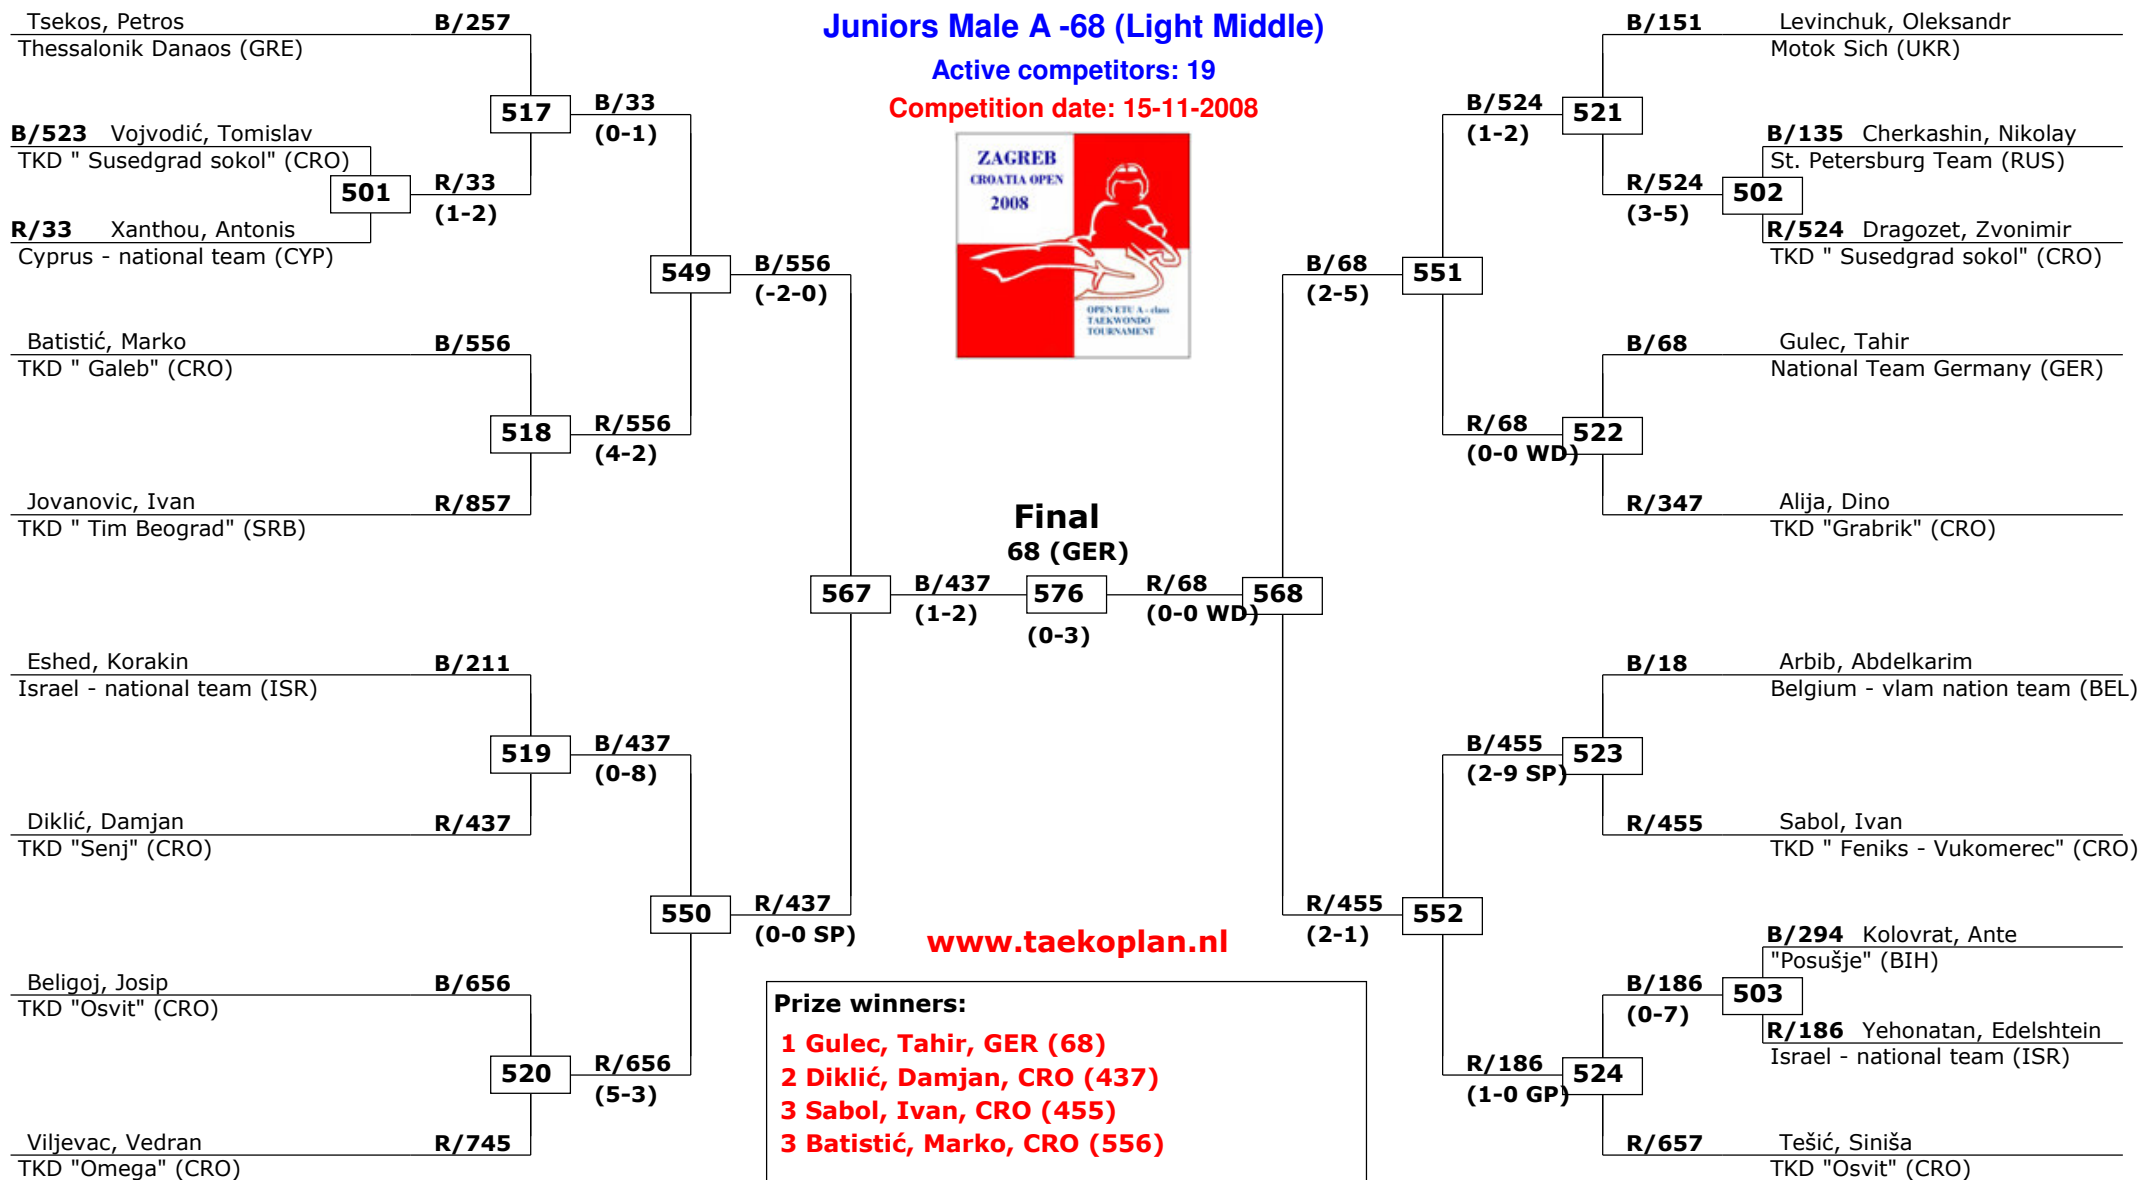 Juniors Male A -68 (Light Middle)
Active competitors: 19
Competition date: 15-11-2008
ZAGREB
CROATIA OPEN
2008
OPEN ETU A - class
TAEKWONDO
TOURNAMENT
Tsekos, Petros B/257
Thessalonik Danaos (GRE)
517
B/33
(0-1)
B/523 Vojvodić, Tomislav
TKD " Susedgrad sokol" (CRO)
501
R/33
(1-2)
R/33 Xanthou, Antonis
Cyprus - national team (CYP)
549
B/556
(-2-0)
Batistić, Marko B/556
TKD " Galeb" (CRO)
518
R/556
(4-2)
Jovanovic, Ivan R/857
TKD " Tim Beograd" (SRB)
567
B/437
(1-2)
Eshed, Korakin B/211
Israel - national team (ISR)
519
B/437
(0-8)
Diklić, Damjan R/437
TKD "Senj" (CRO)
550
R/437
(0-0 SP)
Beligoj, Josip B/656
TKD "Osvit" (CRO)
520
R/656
(5-3)
Viljevac, Vedran R/745
TKD "Omega" (CRO)
Final
68 (GER)
576
(0-3)
R/68
(0-0 WD)
568
B/151 Levinchuk, Oleksandr
Motok Sich (UKR)
B/524
(1-2)
521
B/135 Cherkashin, Nikolay
St. Petersburg Team (RUS)
R/524
(3-5)
502
R/524 Dragozet, Zvonimir
TKD " Susedgrad sokol" (CRO)
B/68
(2-5)
551
B/68 Gulec, Tahir
National Team Germany (GER)
R/68
(0-0 WD)
522
R/347 Alija, Dino
TKD "Grabrik" (CRO)
B/18 Arbib, Abdelkarim
Belgium - vlam nation team (BEL)
B/455
(2-9 SP)
523
R/455 Sabol, Ivan
TKD " Feniks - Vukomerec" (CRO)
R/455
(2-1)
552
B/294 Kolovrat, Ante
"Posušje" (BIH)
B/186
(0-7)
503
R/186 Yehonatan, Edelshtein
Israel - national team (ISR)
R/186
(1-0 GP)
524
R/657 Tešić, Siniša
TKD "Osvit" (CRO)
www.taekoplan.nl
Prize winners:
1 Gulec, Tahir, GER (68)
2 Diklić, Damjan, CRO (437)
3 Sabol, Ivan, CRO (455)
3 Batistić, Marko, CRO (556)